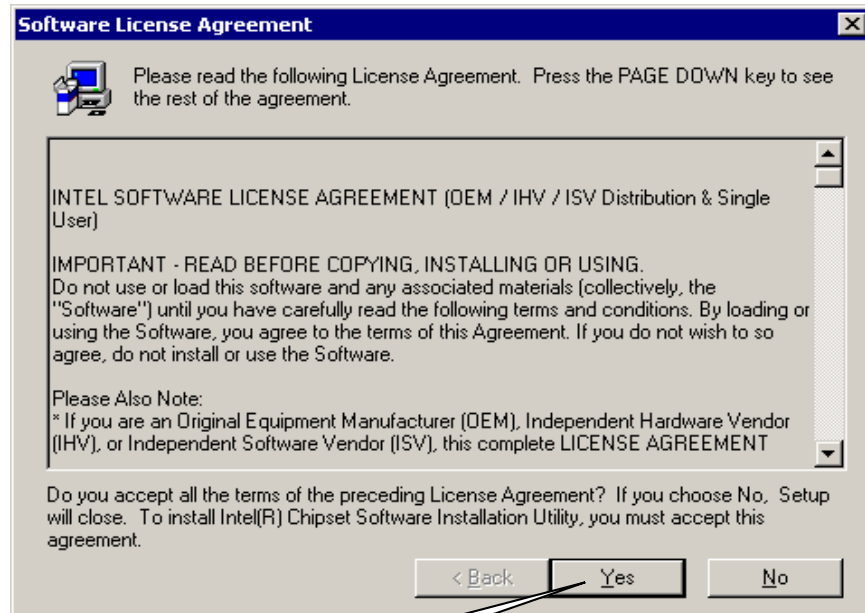 Software License Agreement
Please read the following License Agreement. Press the PAGE DOWN key to see
the rest of the agreement.
INTEL SOFTWARE LICENSE AGREEMENT (OEM / IHV / ISV Distribution & Single
User)
IMPORTANT - READ BEFORE COPYING, INSTALLING OR USING.
Do not use or load this software and any associated materials (collectively, the
"Software") until you have carefully read the following terms and conditions. By loading or
using the Software, you agree to the terms of this Agreement. If you do not wish to so
agree, do not install or use the Software.
Please Also Note:
* If you are an Original Equipment Manufacturer (OEM), Independent Hardware Vendor
(IHV), or Independent Software Vendor (ISV), this complete LICENSE AGREEMENT
Do you accept all the terms of the preceding License Agreement? If you choose No, Setup
will close. To install Intel(R) Chipset Software Installation Utility, you must accept this
agreement.
< Back
Yes
No